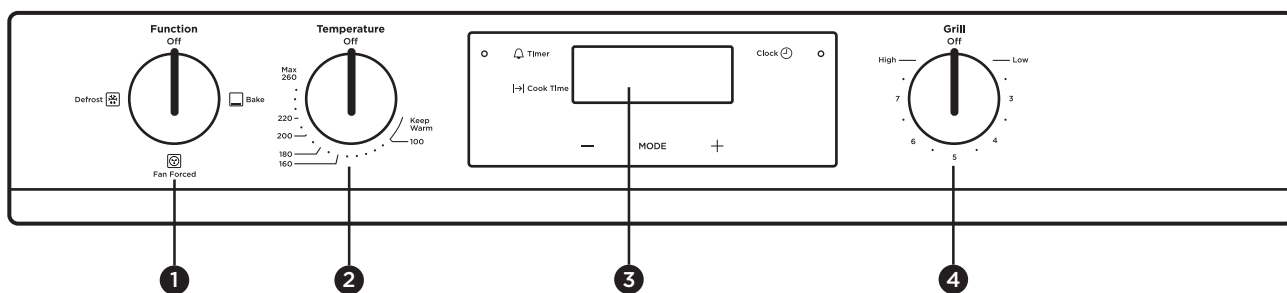 Function
Off
Defrost
Bake
Fan Forced
Temperature
Off
Max
260
220
200
180
160
Keep
Warm
100
Timer
Clock
Cook Time
MODE
Grill
Off
High
Low
7
3
6
4
5
1
2
3
4